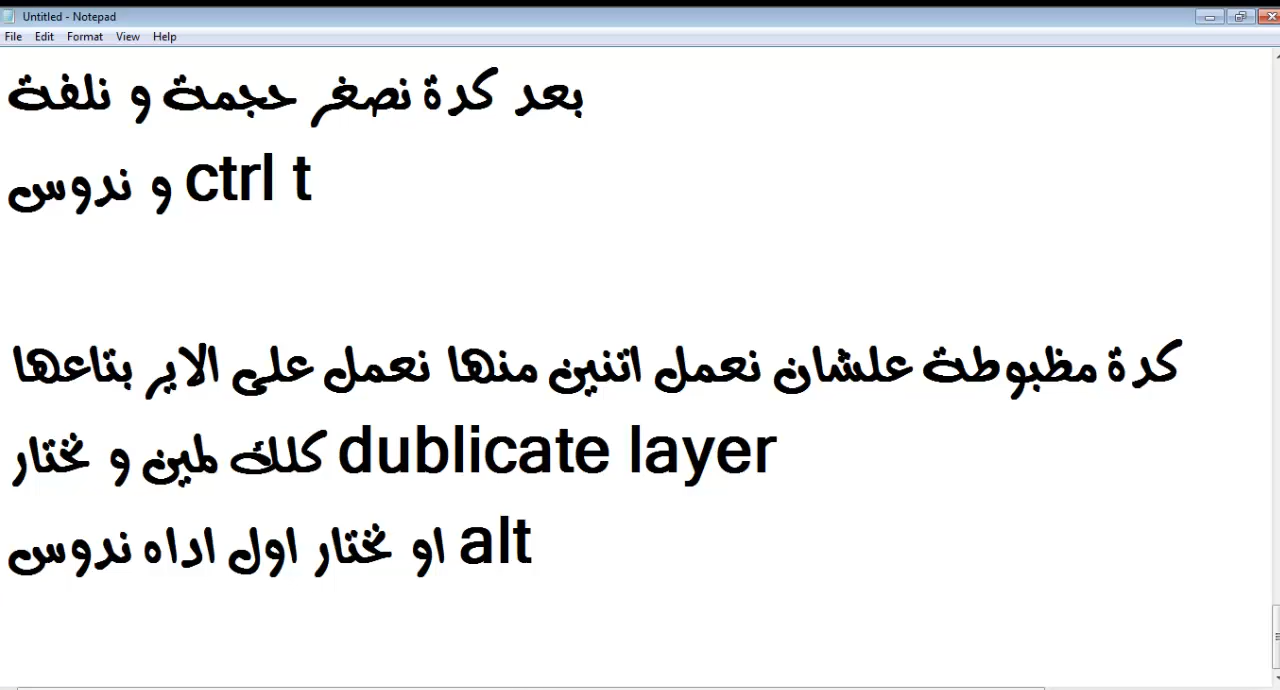 Untitled - Notepad
File Edit Format View Help
بعد كدة نصغر حجمة و نلفة
و ندوس ctrl t
كدة مظبوطة علشان نعمل اتنين منها نعمل على الاير بتاعها
كلك لمين و نختار dublicate layer
او نختار اول اداه ندوس alt